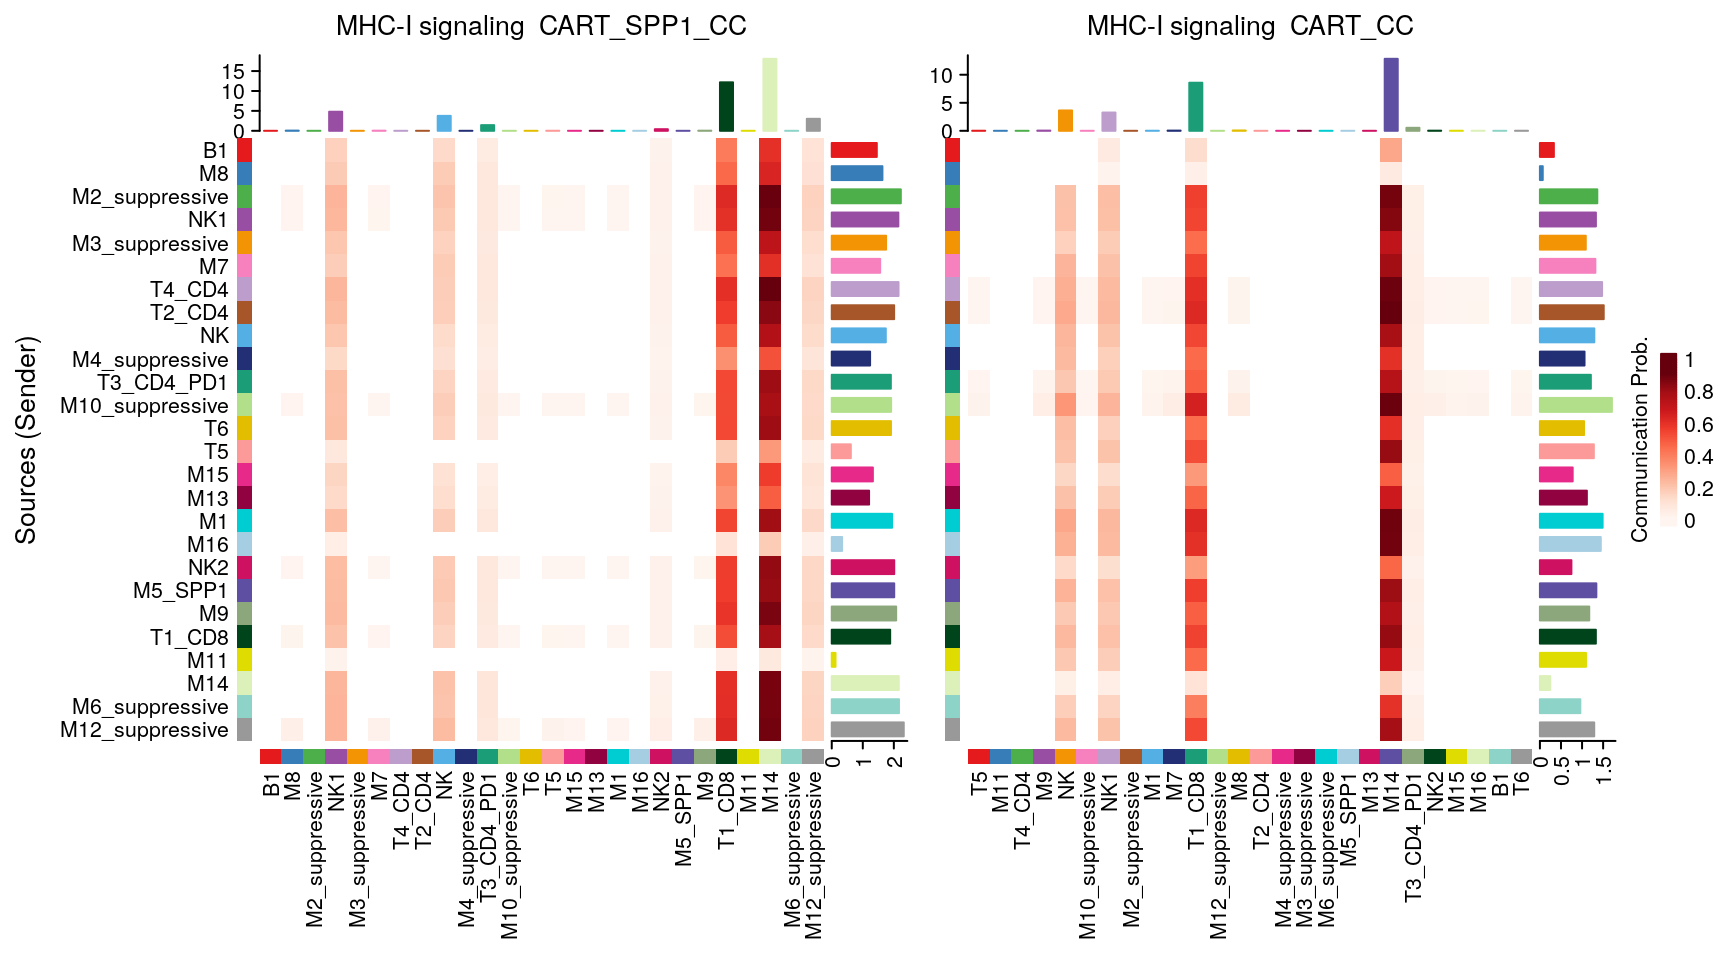 MHC-I signaling CART_SPP1_CC
MHC-I signaling CART_CC
15
10
5
0
10
5
0
Sources (Sender)
B1
M8
M2_suppressive
NK1
M3_suppressive
M7
T4_CD4
T2_CD4
NK
M4_suppressive
T3_CD4_PD1
M10_suppressive
T6
T5
M15
M13
M1
M16
NK2
M5_SPP1
M9
T1_CD8
M11
M14
M6_suppressive
M12_suppressive
0
1
2
0
0.5
1
1.5
B1
M8
M2_suppressive
NK1
M3_suppressive
M7
T4_CD4
T2_CD4
NK
M4_suppressive
T3_CD4_PD1
M10_suppressive
T6
T5
M15
M13
M1
M16
NK2
M5_SPP1
M9
T1_CD8
M11
M14
M6_suppressive
M12_suppressive
T5
M11
T4_CD4
M9
NK
M10_suppressive
NK1
M2_suppressive
M1
M7
T1_CD8
M12_suppressive
M8
T2_CD4
M4_suppressive
M3_suppressive
M6_suppressive
M5_SPP1
M13
M14
T3_CD4_PD1
NK2
M15
M16
B1
T6
Communication Prob.
1
0.8
0.6
0.4
0.2
0